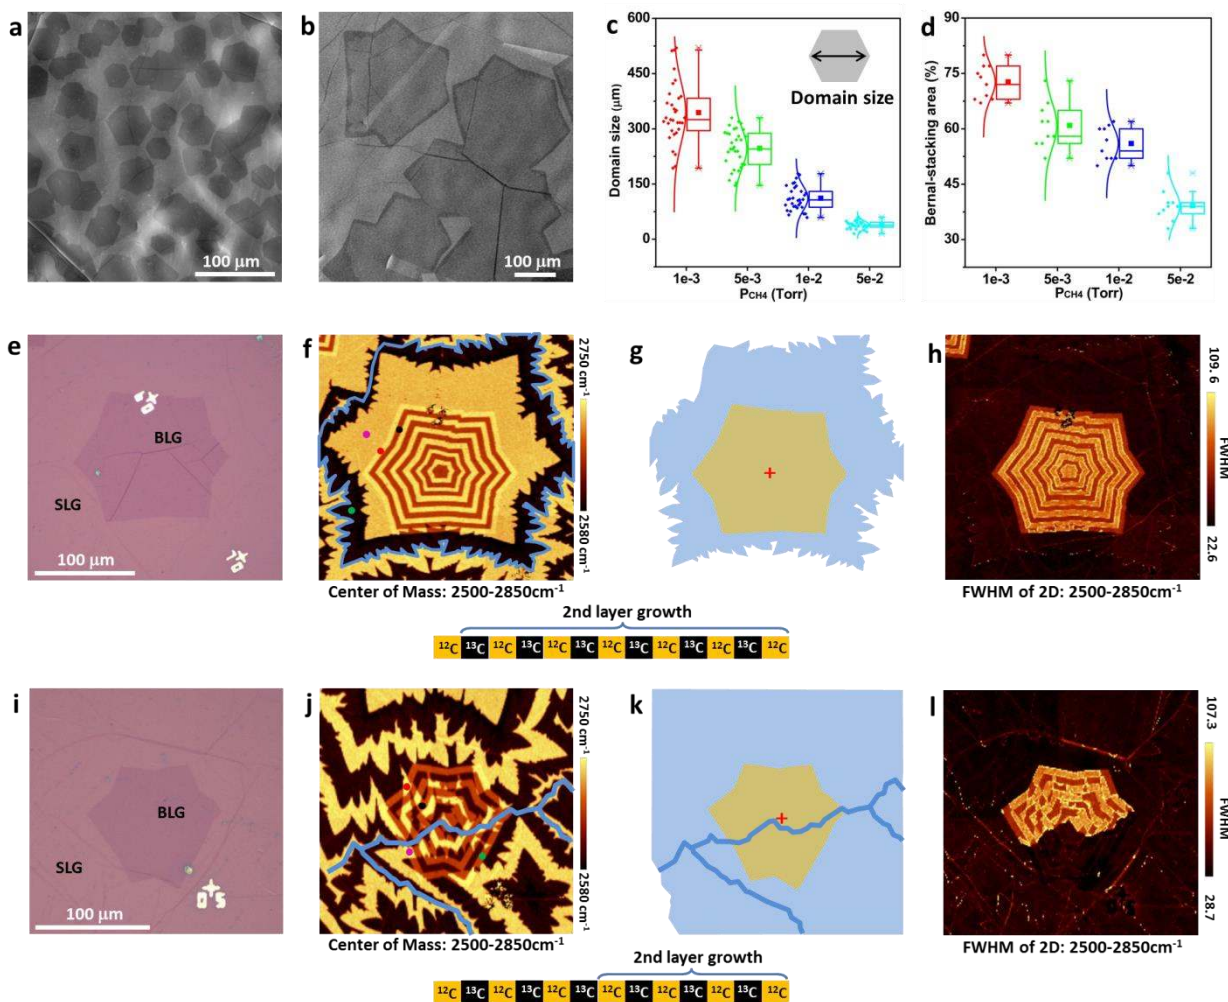 a
b
c
d
100 μm
100 μm
600
450
300
150
0
Domain size (μm)
Domain size
1e-3
5e-3
1e-2
5e-2
PCH4 (Torr)
90
75
60
45
30
Bernal-stacking area (%)
1e-3
5e-3
1e-2
5e-2
PCH4 (Torr)
e
f
g
h
BLG
SLG
100 μm
2750 cm⁻¹
2580 cm⁻¹
Center of Mass: 2500-2850cm⁻¹
109.6
FWHM
22.6
FWHM of 2D: 2500-2850cm⁻¹
2nd layer growth
¹²C ¹³C ¹²C ¹³C ¹²C ¹³C ¹²C ¹³C ¹²C ¹³C ¹²C ¹³C ¹²C
i
j
k
l
BLG
SLG
05
100 μm
2750 cm⁻¹
2580 cm⁻¹
Center of Mass: 2500-2850cm⁻¹
107.3
FWHM
28.7
FWHM of 2D: 2500-2850cm⁻¹
2nd layer growth
¹²C ¹³C ¹²C ¹³C ¹²C ¹³C ¹²C ¹³C ¹²C ¹³C ¹²C ¹³C ¹²C